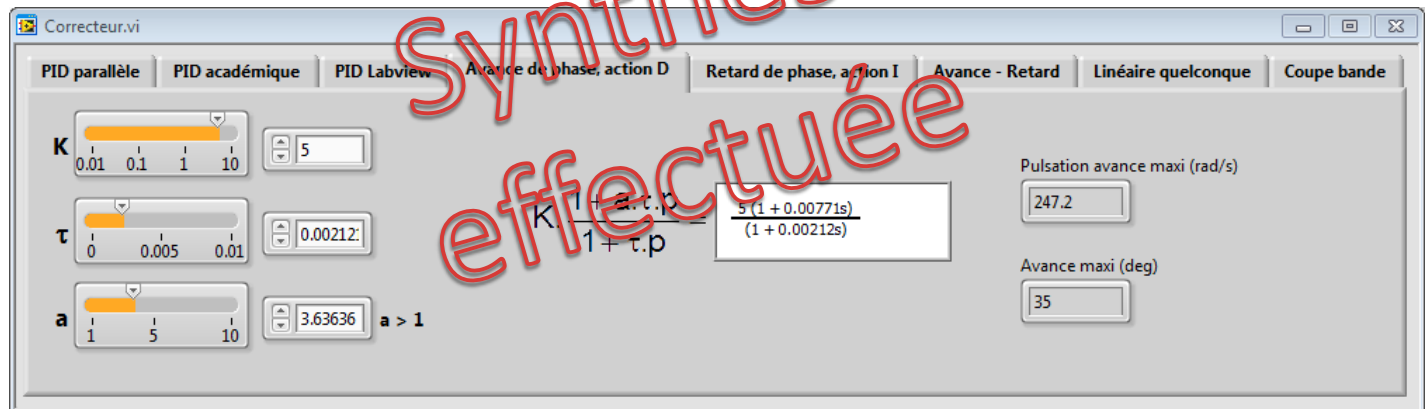 Correcteur.vi
PID parallèle PID académique PID Labview Avance de phase, action D Retard de phase, action I Avance - Retard Linéaire quelconque Coupe bande
Synthès
effectuée
K 0.01 0.1 1 10 5
τ 0 0.005 0.01 0.00212
a 1 5 10 3.63636 a > 1
K. 1 + a.τ.p / 1 + τ.p = 5 (1 + 0.00771s) / (1 + 0.00212s)
Pulsation avance maxi (rad/s)
247.2
Avance maxi (deg)
35